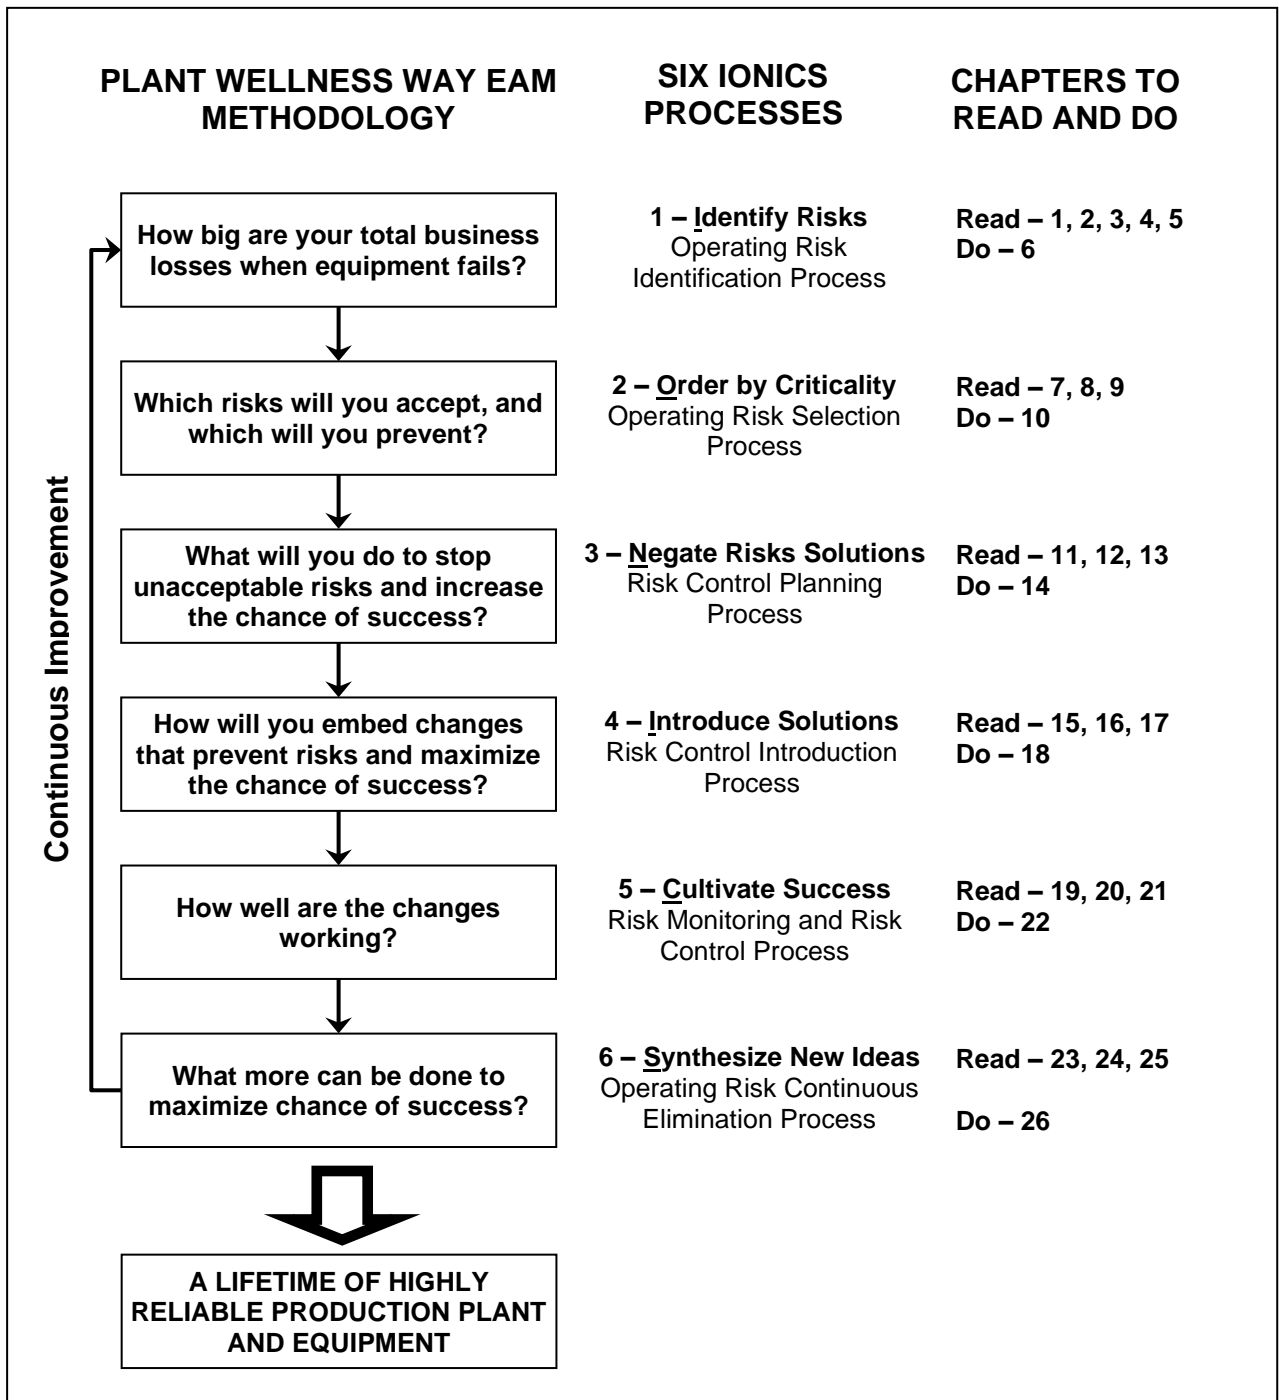 PLANT WELLNESS WAY EAM
METHODOLOGY
SIX IONICS
PROCESSES
CHAPTERS TO
READ AND DO
Continuous Improvement
How big are your total business
losses when equipment fails?
1 – Identify Risks
Operating Risk
Identification Process
Read – 1, 2, 3, 4, 5
Do – 6
Which risks will you accept, and
which will you prevent?
2 – Order by Criticality
Operating Risk Selection
Process
Read – 7, 8, 9
Do – 10
What will you do to stop
unacceptable risks and increase
the chance of success?
3 – Negate Risks Solutions
Risk Control Planning
Process
Read – 11, 12, 13
Do – 14
How will you embed changes
that prevent risks and maximize
the chance of success?
4 – Introduce Solutions
Risk Control Introduction
Process
Read – 15, 16, 17
Do – 18
How well are the changes
working?
5 – Cultivate Success
Risk Monitoring and Risk
Control Process
Read – 19, 20, 21
Do – 22
What more can be done to
maximize chance of success?
6 – Synthesize New Ideas
Operating Risk Continuous
Elimination Process
Read – 23, 24, 25
Do – 26
A LIFETIME OF HIGHLY
RELIABLE PRODUCTION PLANT
AND EQUIPMENT